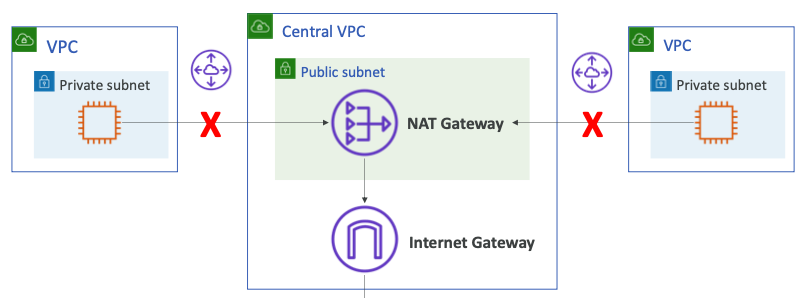 VPC
Private subnet
Central VPC
Public subnet
NAT Gateway
Internet Gateway
VPC
Private subnet